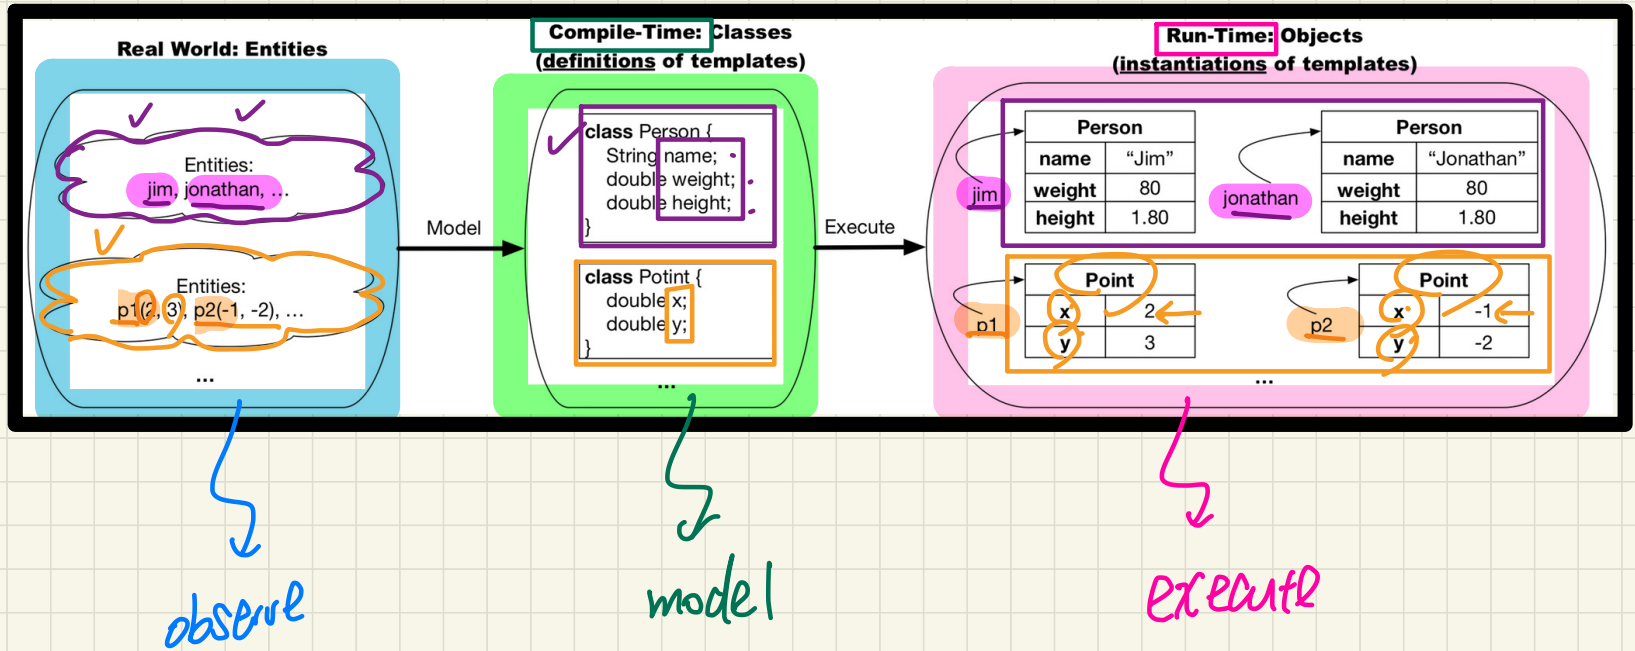 Real World: Entities
Entities:
jim, jonathan, ...
Entities:
p1(2, 3), p2(-1, -2), ...
...
Model
Compile-Time: Classes
(definitions of templates)
class Person {
String name;
double weight;
double height;
}
class Potint {
double x;
double y;
}
...
Execute
Run-Time: Objects
(instantiations of templates)
jim
Person
name “Jim”
weight 80
height 1.80
jonathan
Person
name “Jonathan”
weight 80
height 1.80
p1
Point
x 2
y 3
p2
Point
x -1
y -2
...
observe
model
execute